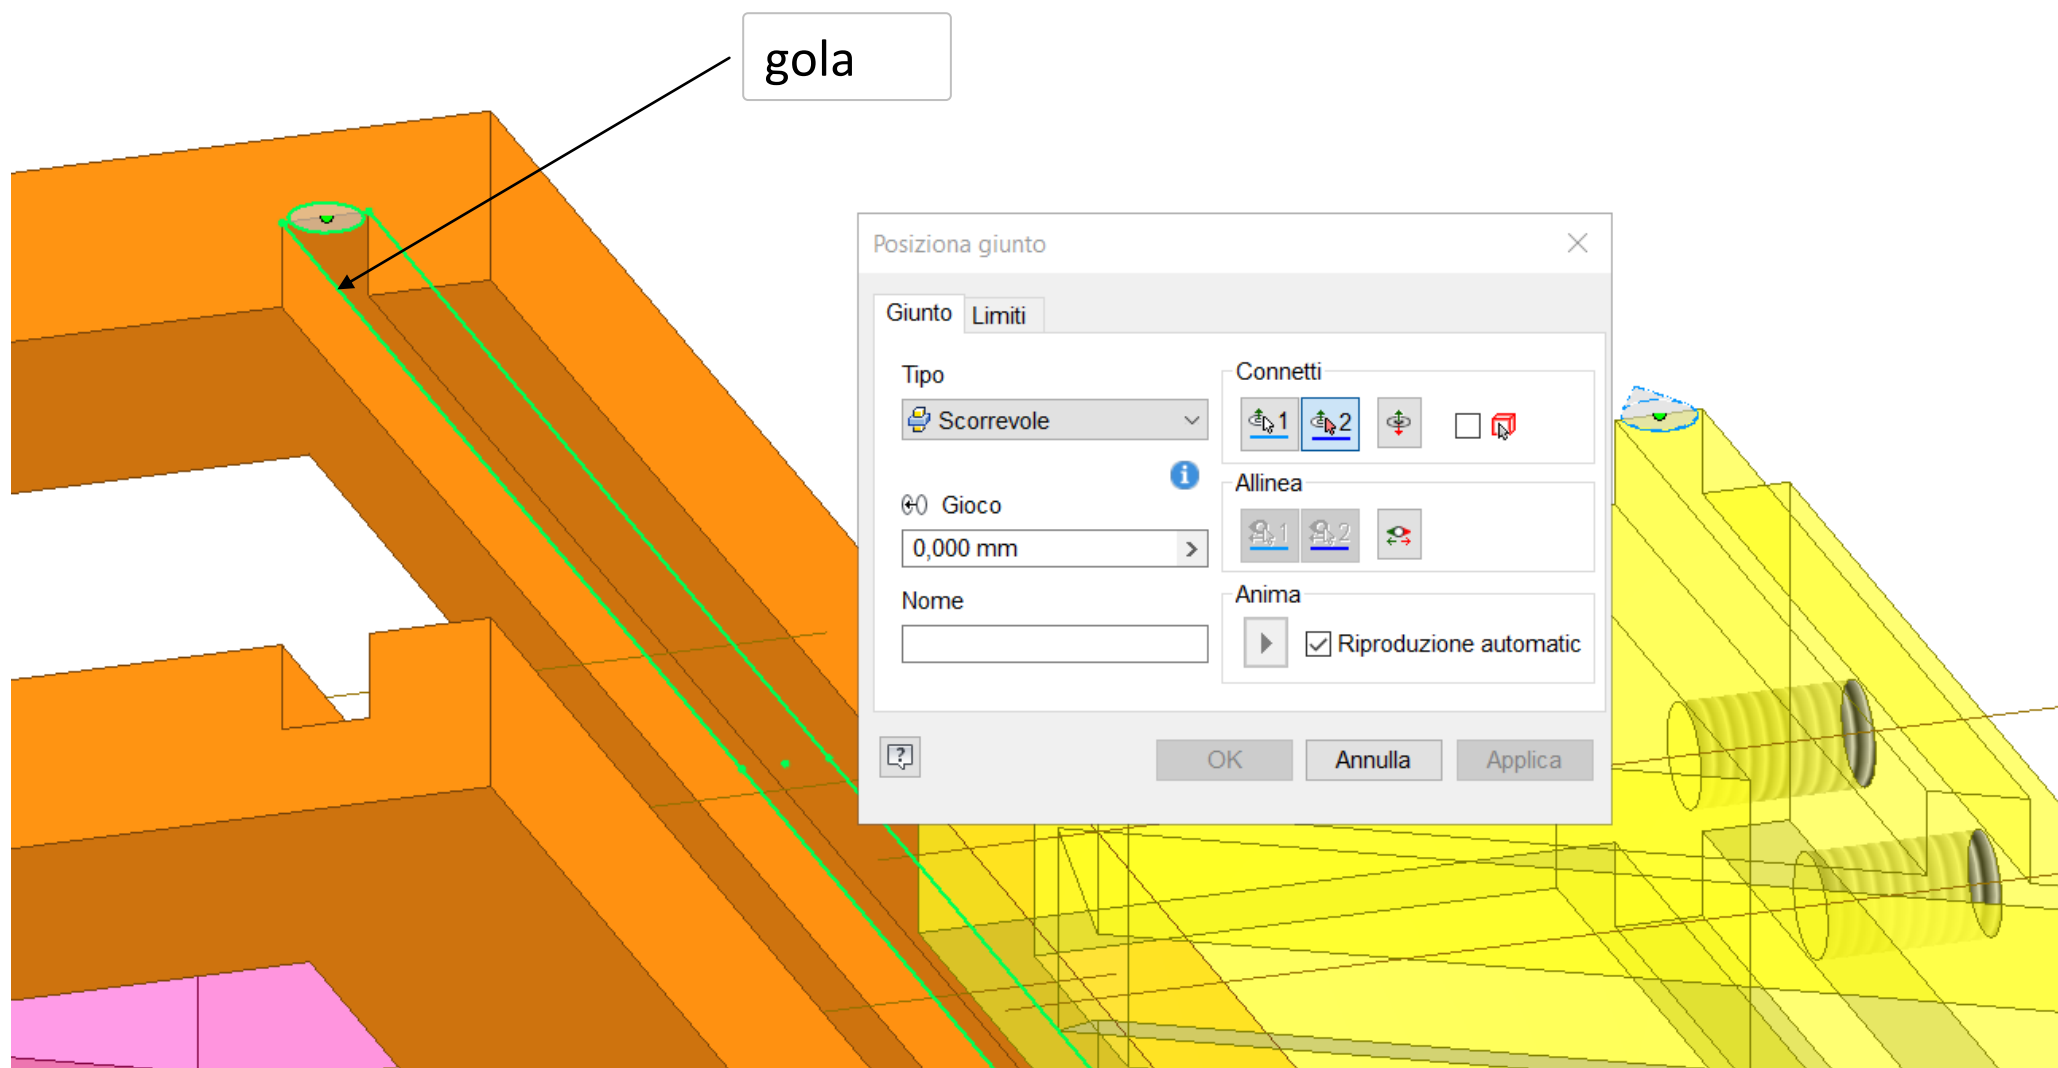 gola
Posiziona giunto
Giunto
Limiti
Tipo
Connetti
Scorrevole
1
2
Allinea
Gioco
1
2
0,000 mm
Nome
Anima
Riproduzione automatic
?
OK
Annulla
Applica